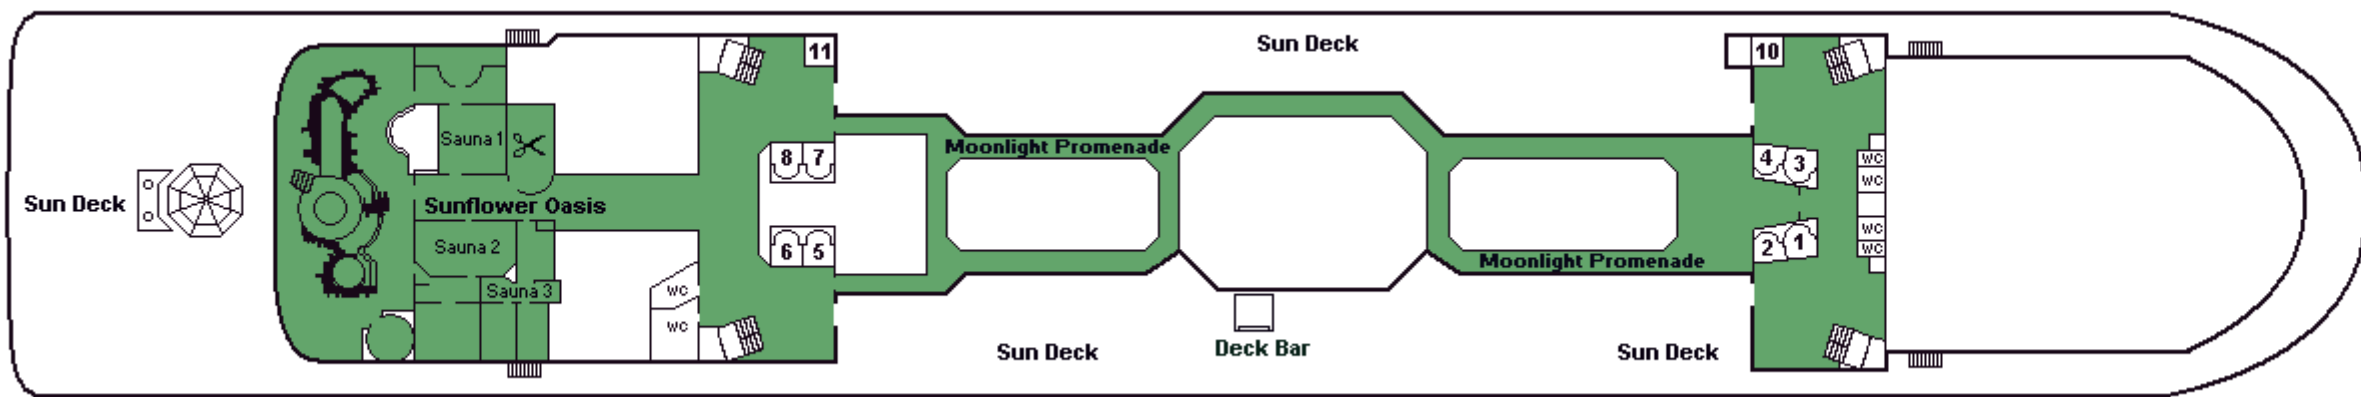 Sun Deck
11
10
Sauna 1
8 7
Moonlight Promenade
4 3
WC
WC
Sun Deck
Sunflower Oasis
Sauna 2
6 5
2 1
WC
WC
Moonlight Promenade
Sauna 3
WC
WC
Sun Deck
Deck Bar
Sun Deck